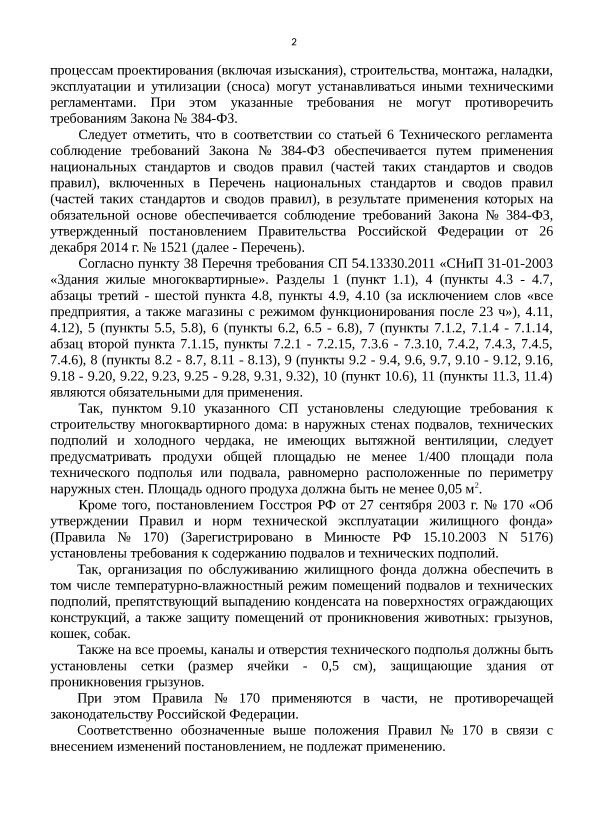 2
процессам проектирования (включая изыскания), строительства, монтажа, наладки,
эксплуатации и утилизации (сноса) могут устанавливаться иными техническими
регламентами. При этом указанные требования не могут противоречить
требованиям Закона № 384-ФЗ.
Следует отметить, что в соответствии со статьей 6 Технического регламента
соблюдение требований Закона № 384-ФЗ обеспечивается путем применения
национальных стандартов и сводов правил (частей таких стандартов и сводов
правил), включенных в Перечень национальных стандартов и сводов правил
(частей таких стандартов и сводов правил), в результате применения которых на
обязательной основе обеспечивается соблюдение требований Закона № 384-ФЗ,
утвержденный постановлением Правительства Российской Федерации от 26
декабря 2014 г. № 1521 (далее - Перечень).
Согласно пункту 38 Перечня требования СП 54.13330.2011 «СНиП 31-01-2003
«Здания жилые многоквартирные». Разделы 1 (пункт 1.1), 4 (пункты 4.3 - 4.7,
абзацы третий - шестой пункта 4.8, пункты 4.9, 4.10 (за исключением слов «все
предприятия, а также магазины с режимом функционирования после 23 ч»), 4.11,
4.12), 5 (пункты 5.5, 5.8), 6 (пункты 6.2, 6.5 - 6.8), 7 (пункты 7.1.2, 7.1.4 - 7.1.14,
абзац второй пункта 7.1.15, пункты 7.2.1 - 7.2.15, 7.3.6 - 7.3.10, 7.4.2, 7.4.3, 7.4.5,
7.4.6), 8 (пункты 8.2 - 8.7, 8.11 - 8.13), 9 (пункты 9.2 - 9.4, 9.6, 9.7, 9.10 - 9.12, 9.16,
9.18 - 9.20, 9.22, 9.23, 9.25 - 9.28, 9.31, 9.32), 10 (пункт 10.6), 11 (пункты 11.3, 11.4)
являются обязательными для применения.
Так, пунктом 9.10 указанного СП установлены следующие требования к
строительству многоквартирного дома: в наружных стенах подвалов, технических
подполий и холодного чердака, не имеющих вытяжной вентиляции, следует
предусматривать продухи общей площадью не менее 1/400 площади пола
технического подполья или подвала, равномерно расположенные по периметру
наружных стен. Площадь одного продуха должна быть не менее 0,05 м².
Кроме того, постановлением Госстроя РФ от 27 сентября 2003 г. № 170 «Об
утверждении Правил и норм технической эксплуатации жилищного фонда»
(Правила № 170) (Зарегистрировано в Минюсте РФ 15.10.2003 N 5176)
установлены требования к содержанию подвалов и технических подполий.
Так, организация по обслуживанию жилищного фонда должна обеспечить в
том числе температурно-влажностный режим помещений подвалов и технических
подполий, препятствующий выпадению конденсата на поверхностях ограждающих
конструкций, а также защиту помещений от проникновения животных: грызунов,
кошек, собак.
Также на все проемы, каналы и отверстия технического подполья должны быть
установлены сетки (размер ячейки - 0,5 см), защищающие здания от
проникновения грызунов.
При этом Правила № 170 применяются в части, не противоречащей
законодательству Российской Федерации.
Соответственно обозначенные выше положения Правил № 170 в связи с
внесением изменений постановлением, не подлежат применению.